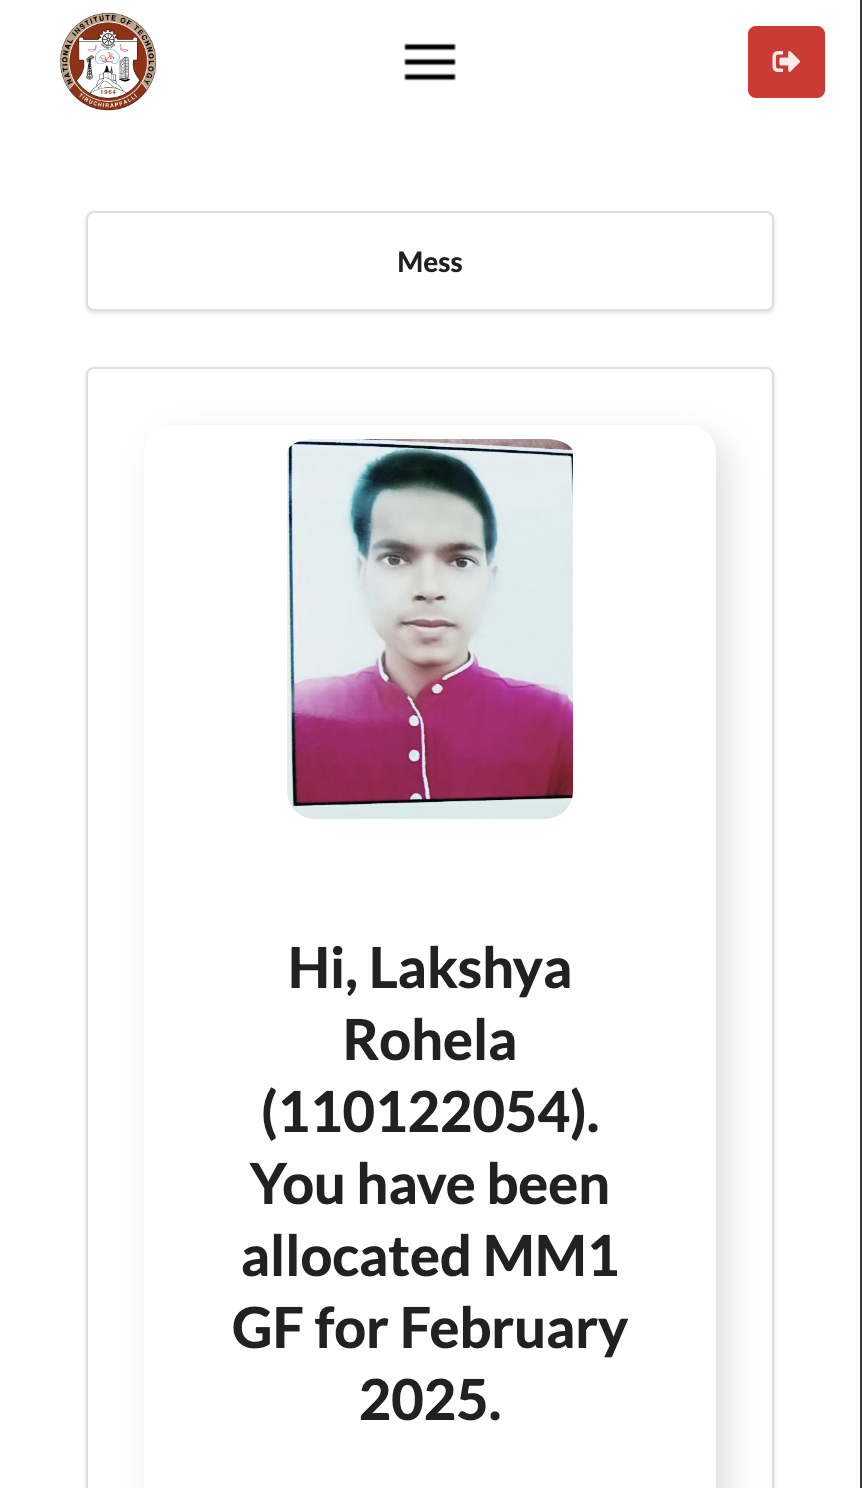 NATIONAL INSTITUTE OF TECHNOLOGY
1964
TIRUCHIRAPPALLI
Mess
Hi, Lakshya
Rohela
(110122054).
You have been
allocated MM1
GF for February
2025.